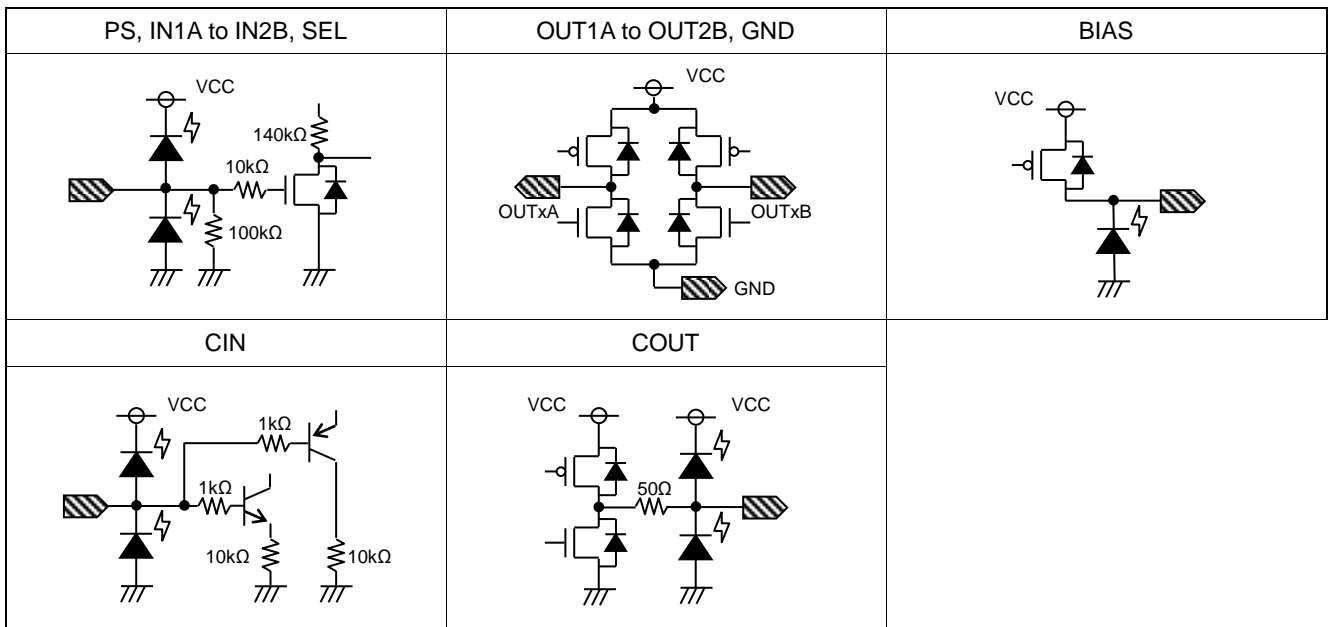 PS, IN1A to IN2B, SEL
OUT1A to OUT2B, GND
BIAS
VCC
140kΩ
10kΩ
100kΩ
VCC
OUTxA
OUTxB
GND
VCC
CIN
COUT
VCC
1kΩ
1kΩ
10kΩ
10kΩ
VCC
VCC
50Ω